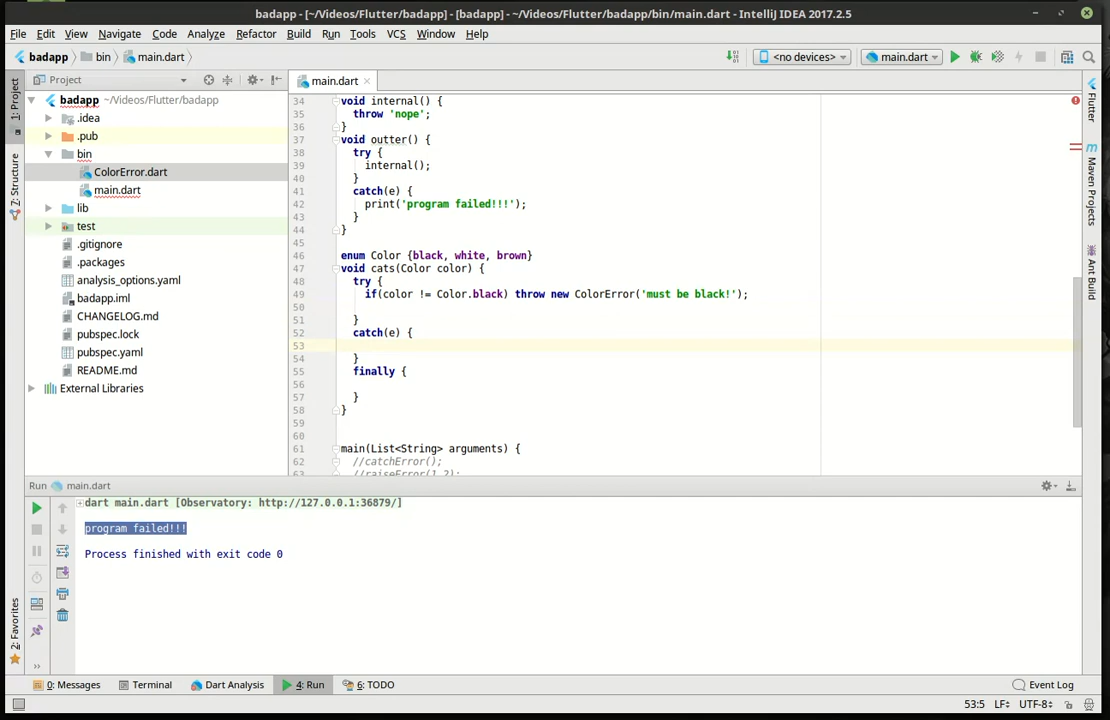 badapp - [~/Videos/Flutter/badapp] - [badapp] - ~/Videos/Flutter/badapp/bin/main.dart - IntelliJ IDEA 2017.2.5
File Edit View Navigate Code Analyze Refactor Build Run Tools VCS Window Help
badapp bin main.dart <no devices> main.dart
1: Project
Z: Structure
2: Favorites
Project
badapp ~/Videos/Flutter/badapp
.idea
.pub
bin
ColorError.dart
main.dart
lib
test
.gitignore
.packages
analysis_options.yaml
badapp.iml
CHANGELOG.md
pubspec.lock
pubspec.yaml
README.md
External Libraries
main.dart
34 void internal() {
35 throw 'nope';
36 }
37 void outter() {
38 try {
39 internal();
40 }
41 catch(e) {
42 print('program failed!!!');
43 }
44 }
45
46 enum Color {black, white, brown}
47 void cats(Color color) {
48 try {
49 if(color != Color.black) throw new ColorError('must be black!');
50
51 }
52 catch(e) {
53
54 }
55 finally {
56
57 }
58 }
59
60
61 main(List<String> arguments) {
62 //catchError();
63 //raiseError(1,2);
Flutter
Maven Projects
Ant Build
Run main.dart
dart main.dart [Observatory: http://127.0.0.1:36879/]
program failed!!!
Process finished with exit code 0
0: Messages Terminal Dart Analysis 4: Run 6: TODO Event Log
53:5 LF UTF-8